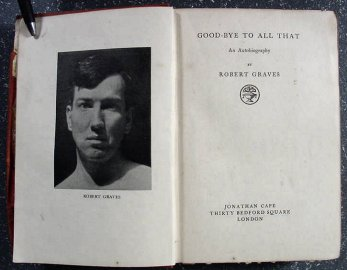 ROBERT GRAVES
GOOD-BYE TO ALL THAT
An Autobiography
BY
ROBERT GRAVES
JONATHAN CAPE
THIRTY BEDFORD SQUARE
LONDON